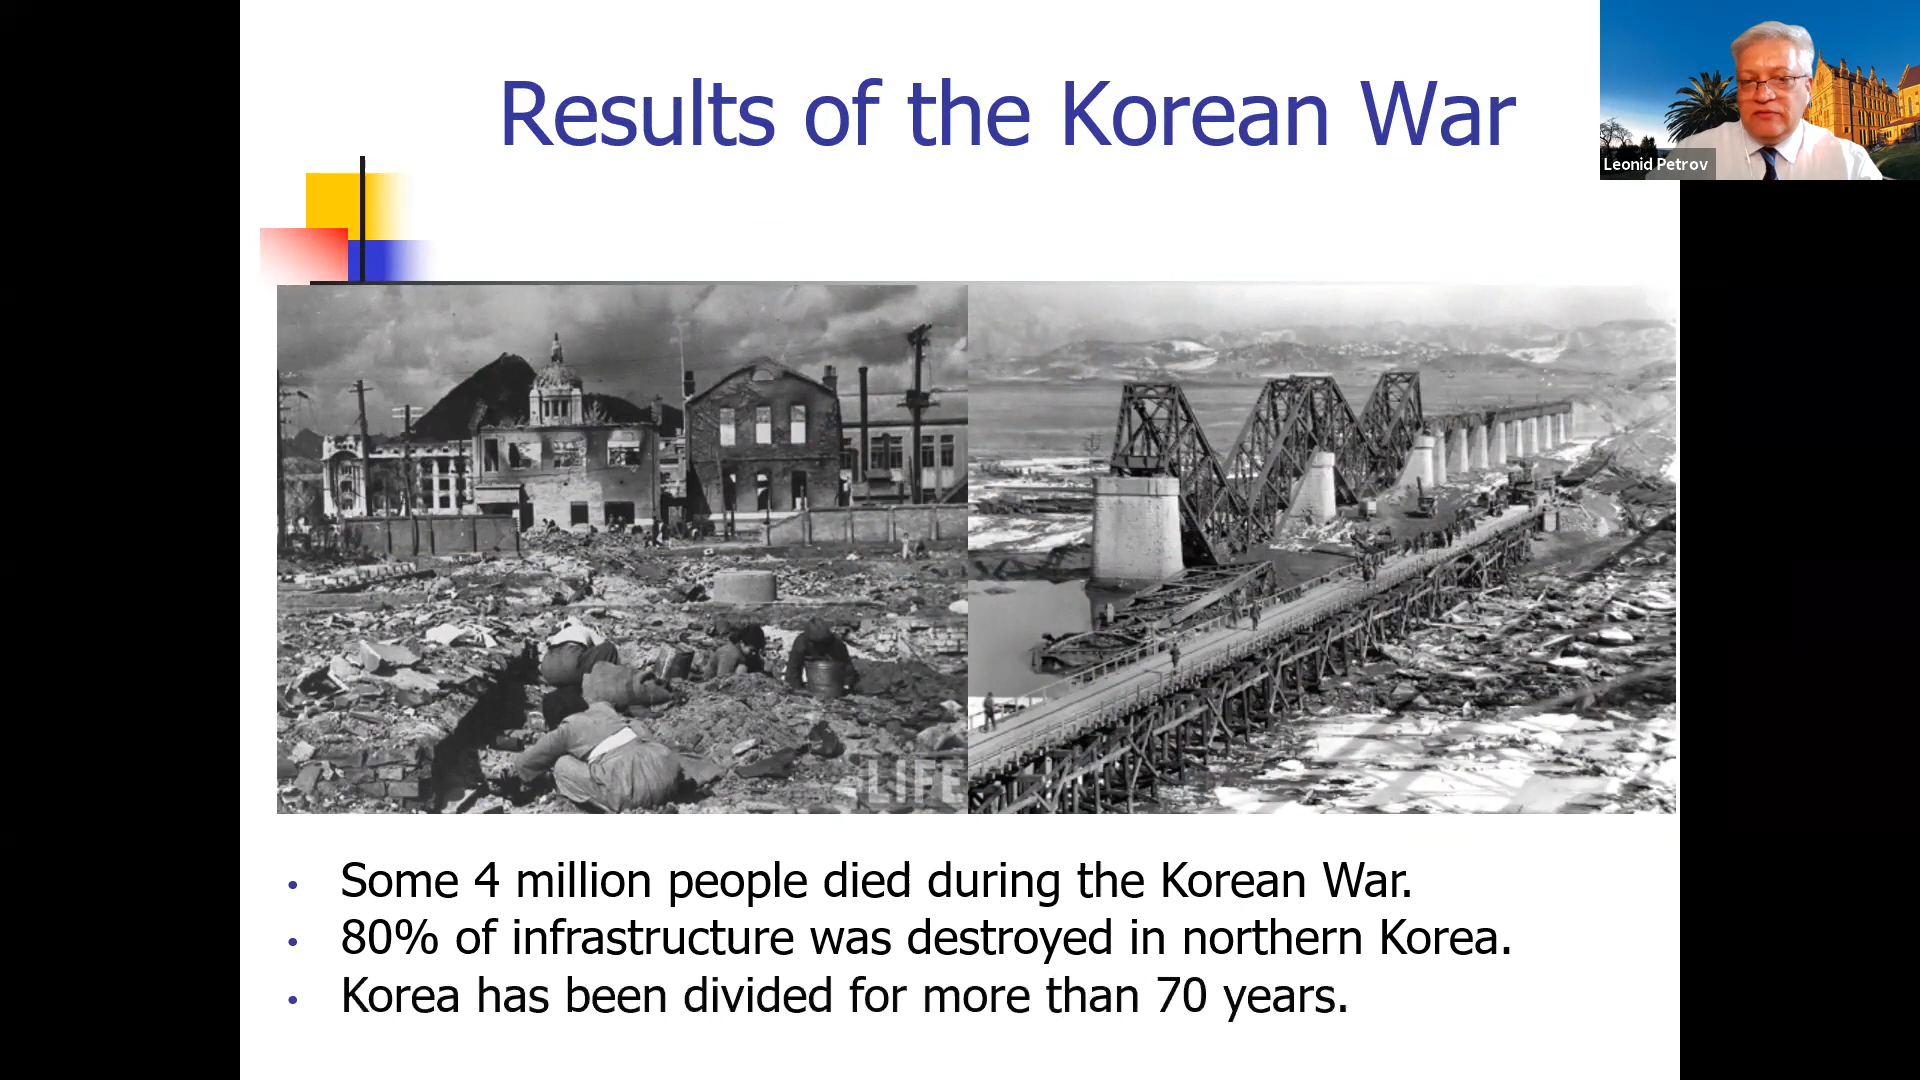 Results of the Korean War
Leonid Petrov
LIFE
• Some 4 million people died during the Korean War.
• 80% of infrastructure was destroyed in northern Korea.
• Korea has been divided for more than 70 years.